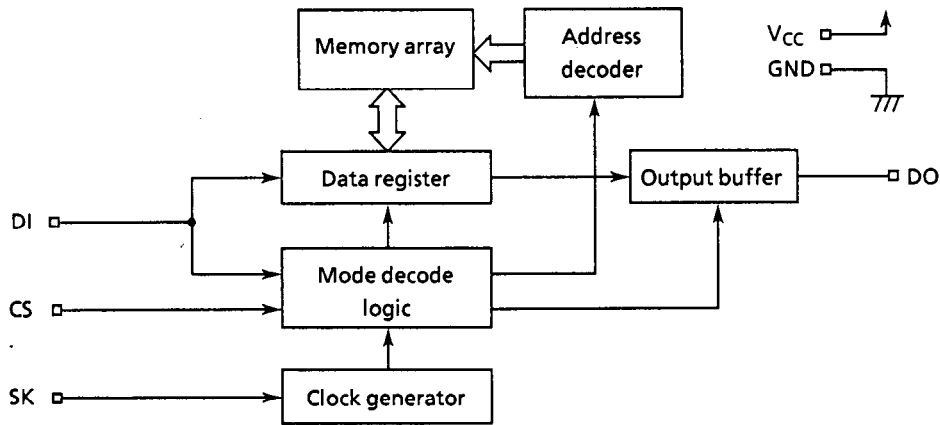 Memory array
Address
decoder
VCC
GND
Data register
Output buffer
DO
DI
Mode decode
logic
CS
SK
Clock generator